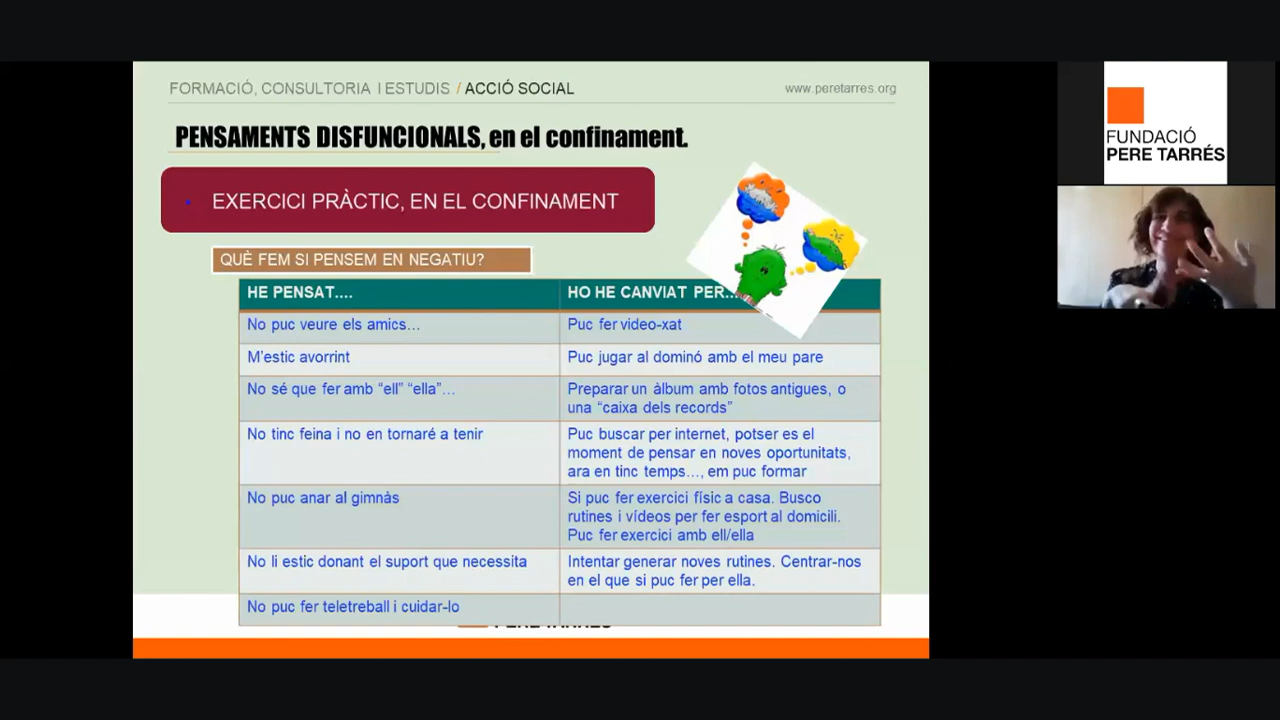 FORMACIÓ, CONSULTORIA I ESTUDIS / ACCIÓ SOCIAL
www.peretarres.org
PENSAMENTS DISFUNCIONALS, en el confinament.
• EXERCICI PRÀCTIC, EN EL CONFINAMENT
QUÈ FEM SI PENSEM EN NEGATIU?
HE PENSAT....
HO HE CANVIAT PER...
No puc veure els amics…
Puc fer video-xat
M'estic avorrint
Puc jugar al dominó amb el meu pare
No sé que fer amb “ell” “ella”…
Preparar un àlbum amb fotos antigues, o
una “caixa dels records”
No tinc feina i no en tornaré a tenir
Puc buscar per internet, potser es el
moment de pensar en noves oportunitats,
ara en tinc temps…, em puc formar
No puc anar al gimnàs
Si puc fer exercici físic a casa. Busco
rutines i vídeos per fer esport al domicili.
Puc fer exercici amb ell/ella
No li estic donant el suport que necessita
Intentar generar noves rutines. Centrar-nos
en el que si puc fer per ella.
No puc fer teletreball i cuidar-lo
PERE TARRÉS
FUNDACIÓ
PERE TARRÉS